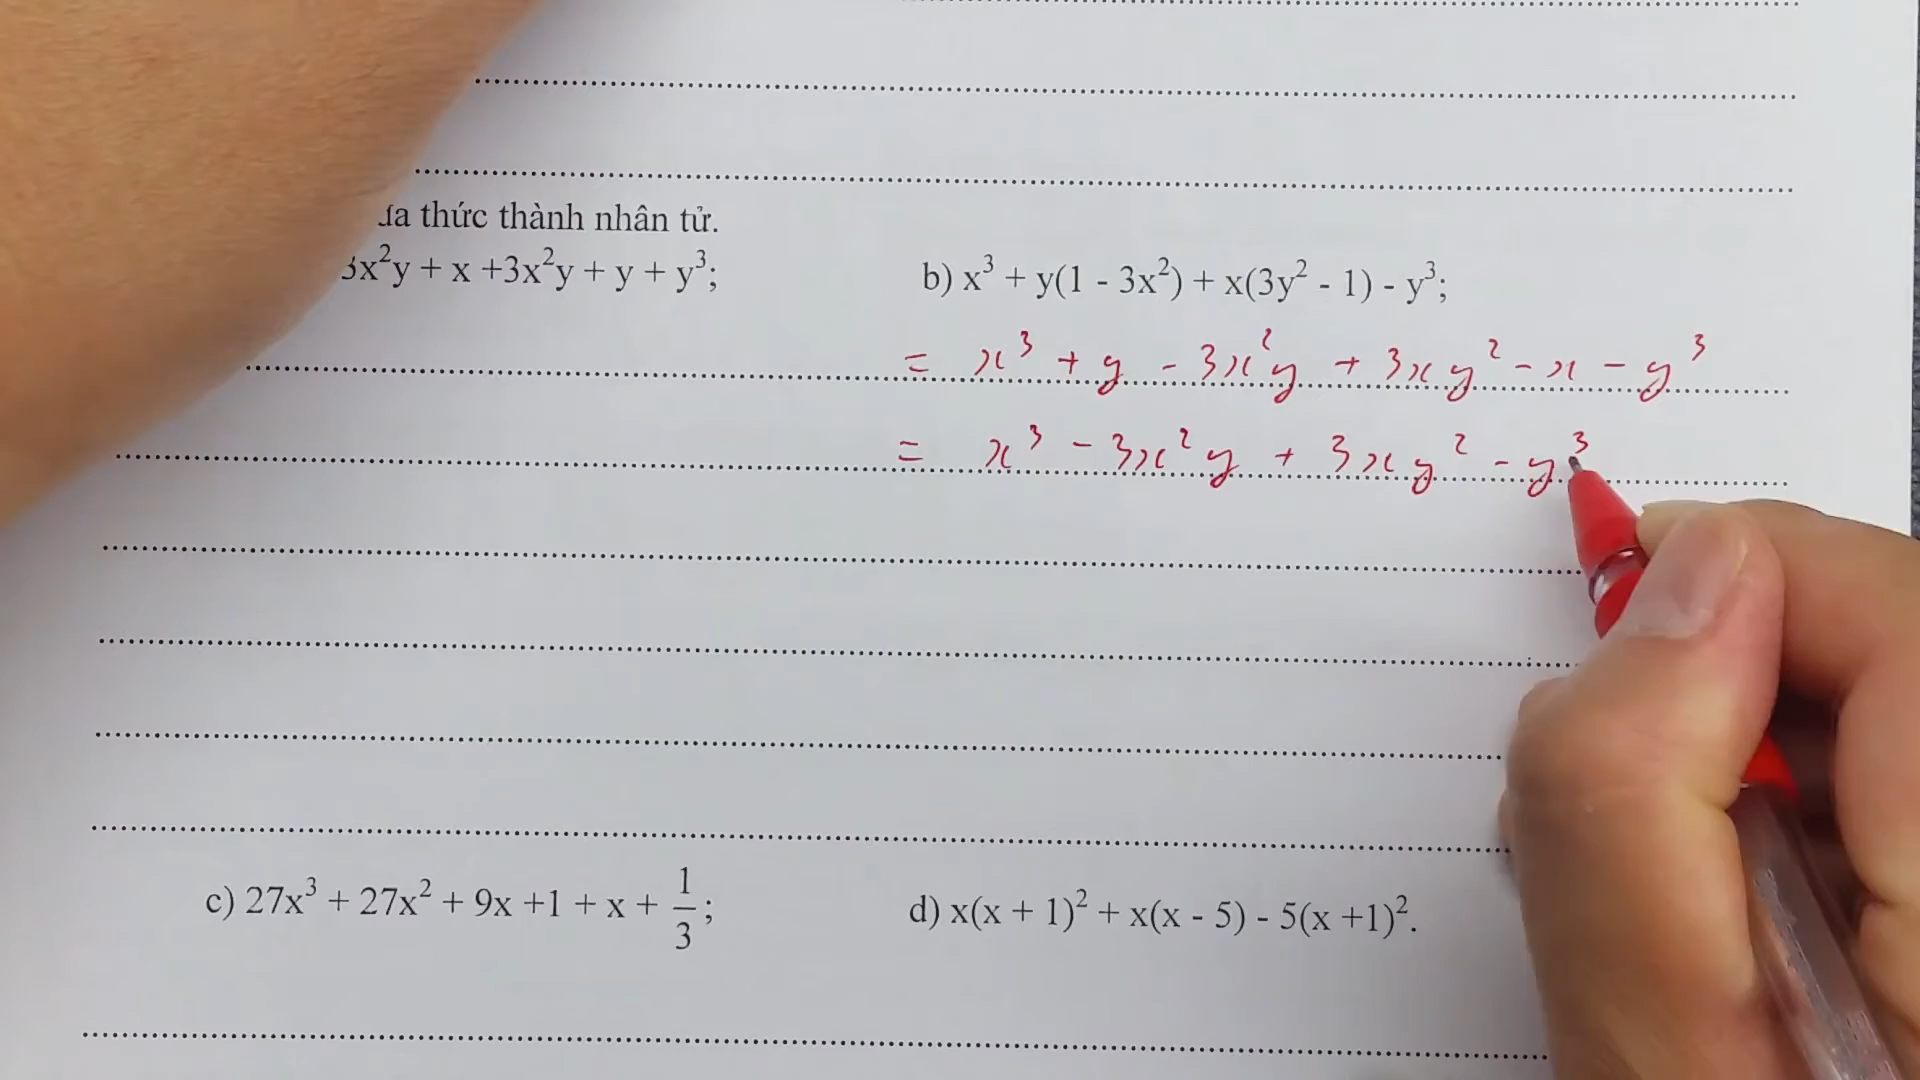 thức thành nhân tử.
3x²y + x +3x²y + y + y³;
b) x³ + y(1 - 3x²) + x(3y² - 1) - y³;
= x³ + y - 3x²y + 3xy² - x - y³
= x³ - 3x²y + 3xy² - y³
c) 27x³ + 27x² + 9x +1 + x + 1/3;
d) x(x + 1)² + x(x - 5) - 5(x +1)².